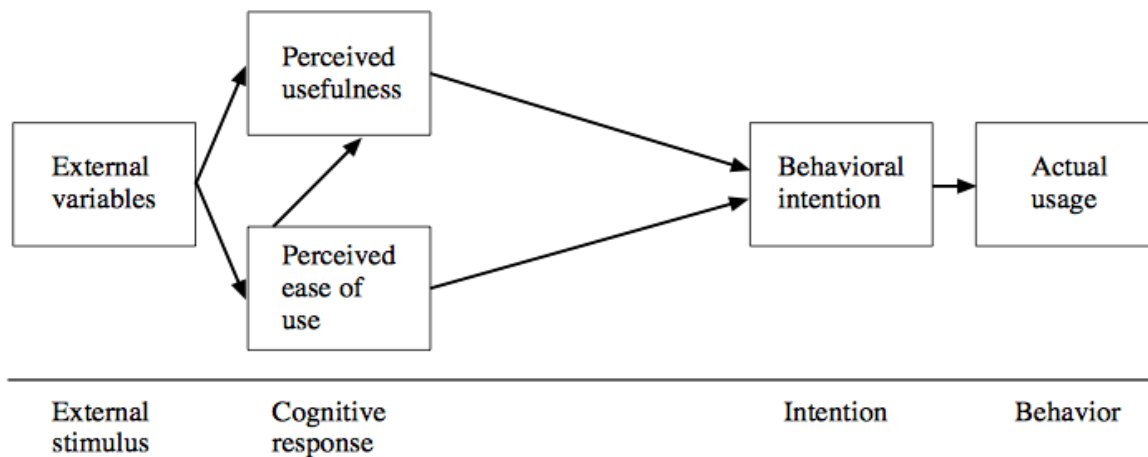 Perceived
usefulness
External
variables
Perceived
ease of
use
Behavioral
intention
Actual
usage
External
stimulus
Cognitive
response
Intention
Behavior